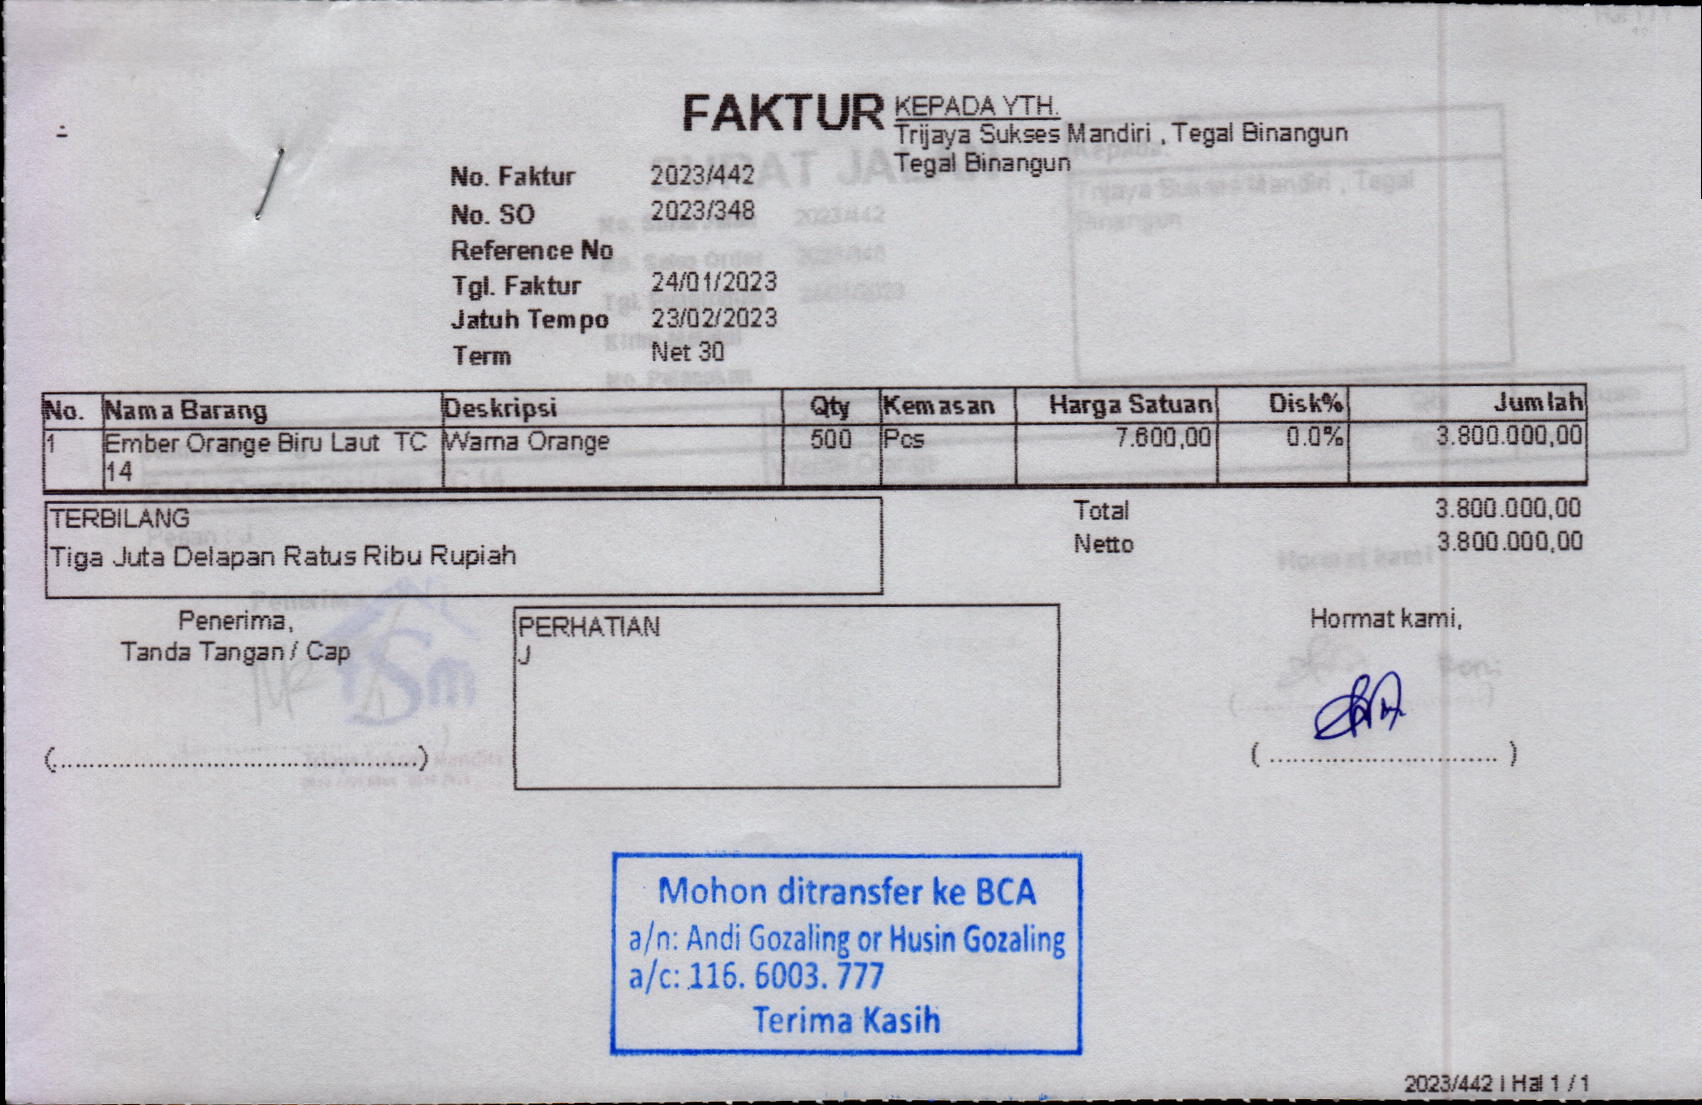 FAKTUR
KEPADA YTH.
Trijaya Sukses Mandiri , Tegal Binangun
Tegal Binangun
No. Faktur 2023/442
No. SO 2023/348
Reference No
Tgl. Faktur 24/01/2023
Jatuh Tempo 23/02/2023
Term Net 30
No. Nama Barang Deskripsi Qty Kemasan Harga Satuan Disk% Jumlah
1 Ember Orange Biru Laut TC Warna Orange 500 Pcs 7.600,00 0.0% 3.800.000,00
14
TERBILANG
Tiga Juta Delapan Ratus Ribu Rupiah
Total 3.800.000,00
Netto 3.800.000,00
Penerima,
Tanda Tangan / Cap
(................................................)
PERHATIAN
J
Hormat kami,
( ............................. )
Mohon ditransfer ke BCA
a/n: Andi Gozaling or Husin Gozaling
a/c: 116. 6003. 777
Terima Kasih
2023/442 | Hal 1 / 1